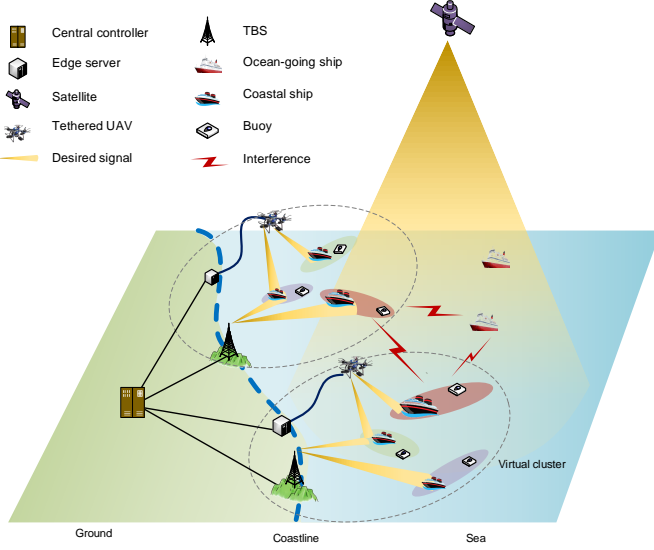 Central controller
Edge server
Satellite
Tethered UAV
Desired signal
TBS
Ocean-going ship
Coastal ship
Buoy
Interference
Virtual cluster
Ground
Coastline
Sea